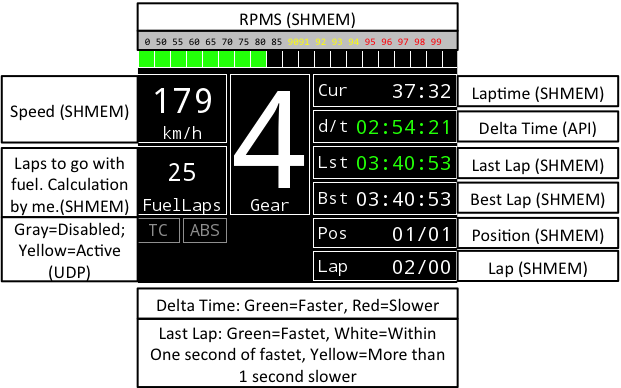 RPMS (SHMEM)
0 50 55 60 65 70 75 80 85 90 91 92 93 94 95 96 97 98 99
Speed (SHMEM)
179
km/h
4
Gear
Cur 37:32
Laptime (SHMEM)
d/t 02:54:21
Delta Time (API)
Laps to go with
fuel. Calculation
by me.(SHMEM)
25
FuelLaps
Lst 03:40:53
Last Lap (SHMEM)
Bst 03:40:53
Best Lap (SHMEM)
Gray=Disabled;
Yellow=Active
(UDP)
TC ABS
Pos 01/01
Position (SHMEM)
Lap 02/00
Lap (SHMEM)
Delta Time: Green=Faster, Red=Slower
Last Lap: Green=Fastet, White=Within
One second of fastet, Yellow=More than
1 second slower